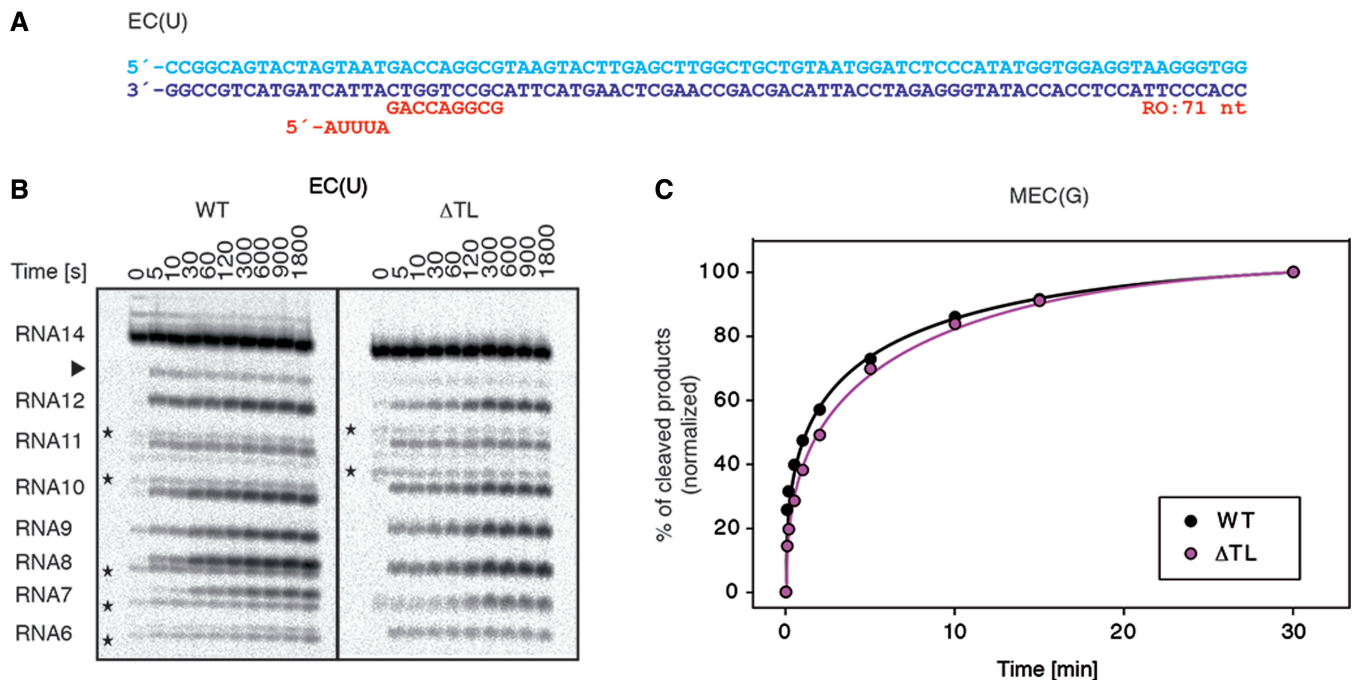 A
EC(U)
5´-CCGGCAGTACTAGTAATGACCAGGCGTAAGTACTTGAGCTTGGCTGCTGTAATGGATCTCCCATATGGTGGAGGTAAGGGTGG
3´-GGCCGTCATGATCATTACTGGTCCGCATTCATGAACTCGAACCGACGACATTACCTAGAGGGTATACCACCTCCATTCCCACC
GACCAGGCG RO:71 nt
5´-AUUUA
B
EC(U)
WT ΔTL
Time [s] 0 5 10 30 60 120 300 600 900 1800 0 5 10 30 60 120 300 600 900 1800
RNA14
RNA12
RNA11
RNA10
RNA9
RNA8
RNA7
RNA6
C
MEC(G)
% of cleaved products
(normalized)
100
80
60
40
20
0
WT
ΔTL
0 10 20 30
Time [min]